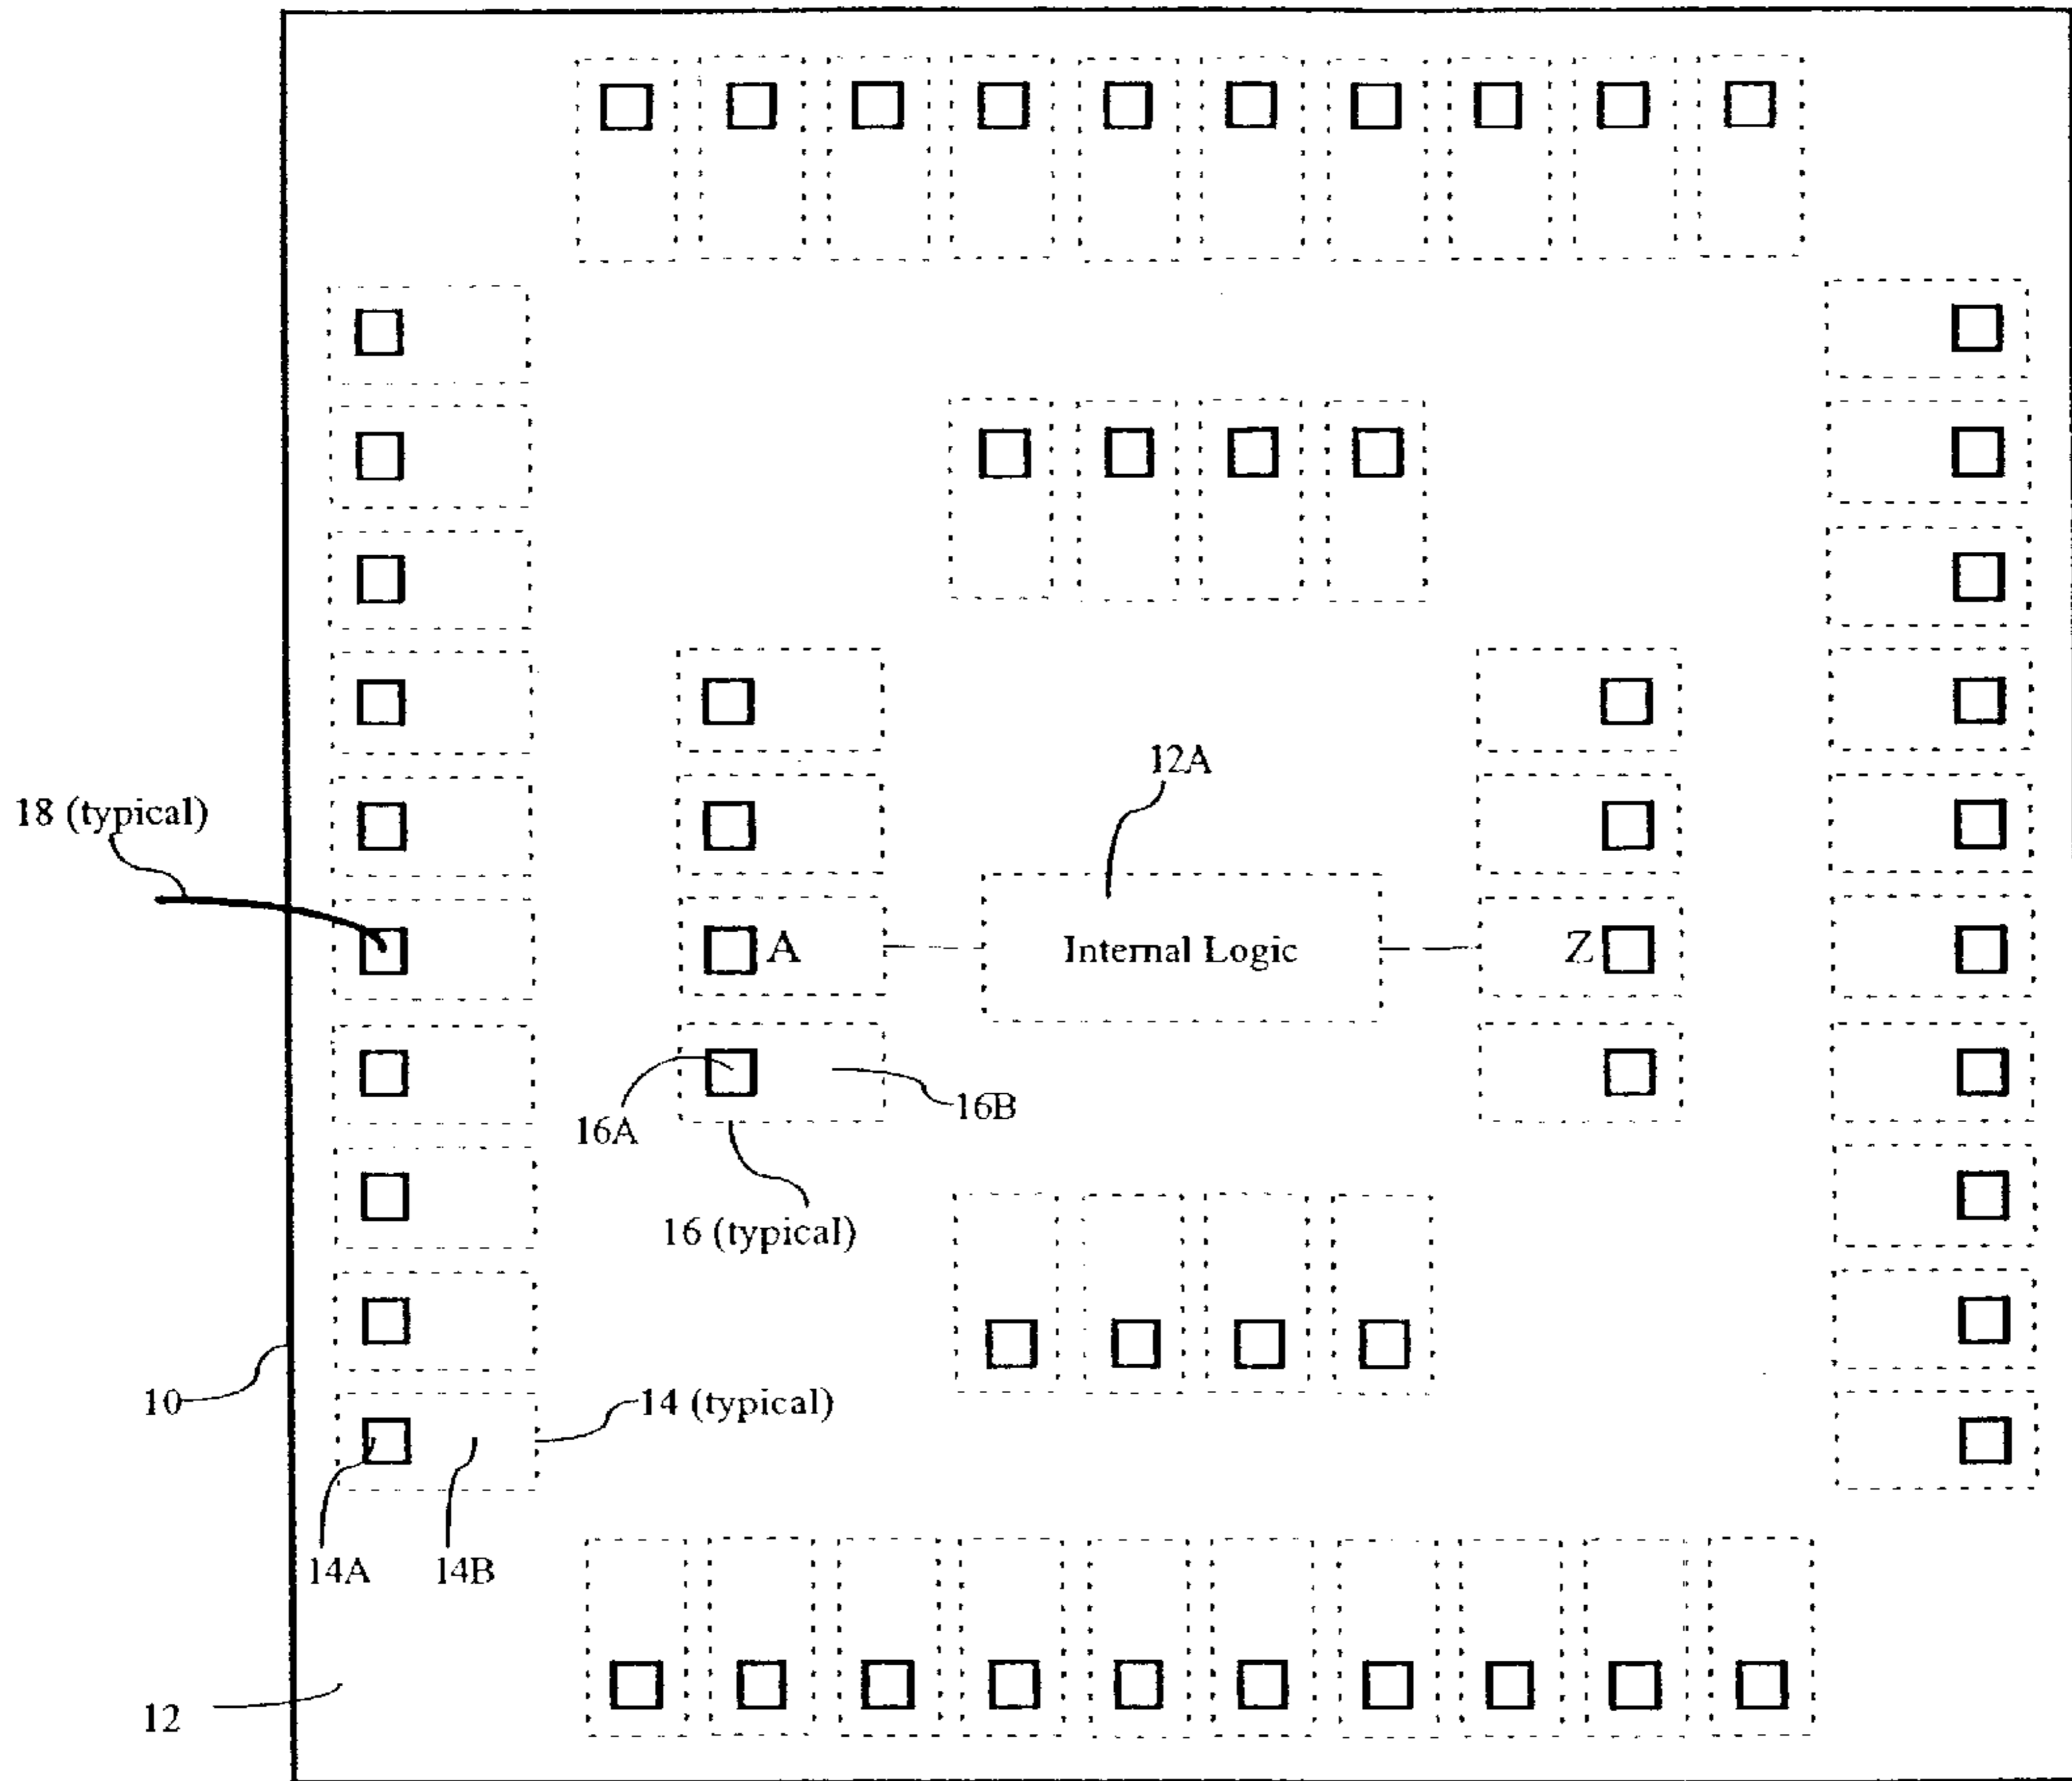 12A
18 (typical)
A
Internal Logic
Z
16A
16B
16 (typical)
10
14 (typical)
14A
14B
12